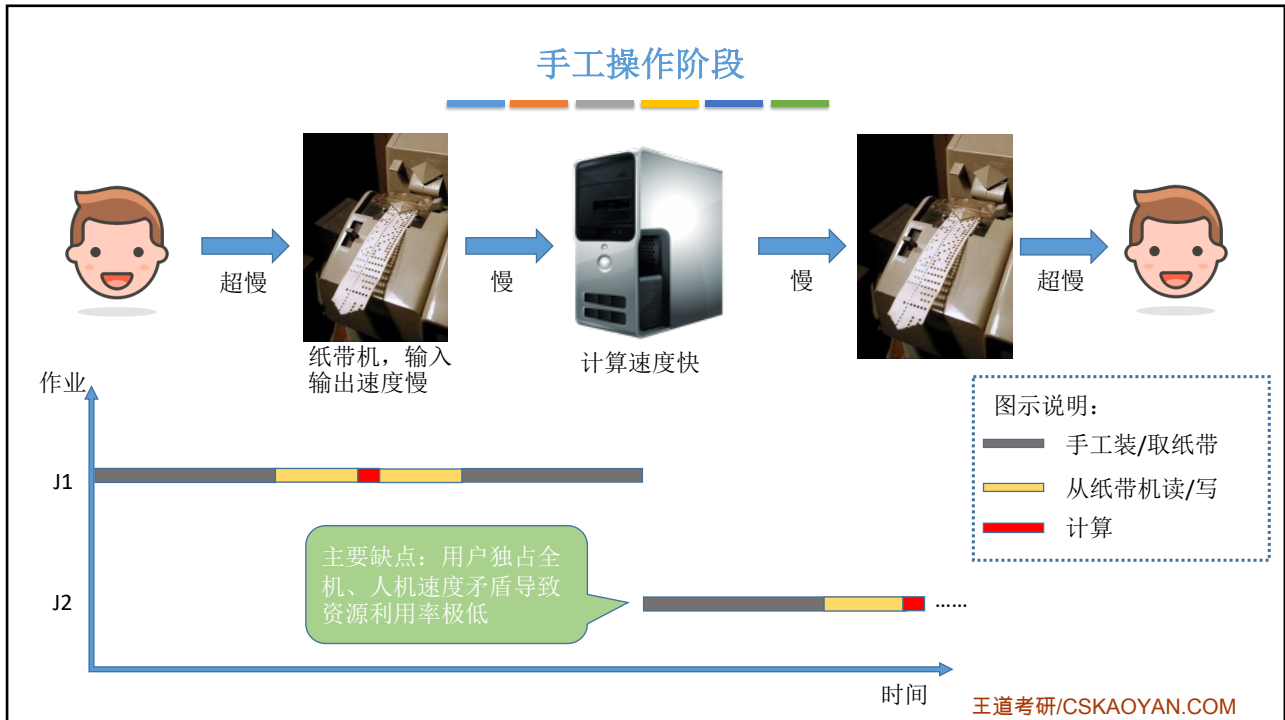 手工操作阶段
超慢
慢
慢
超慢
纸带机，输入
输出速度慢
计算速度快
作业
图示说明：
手工装/取纸带
从纸带机读/写
计算
J1
主要缺点：用户独占全
机、人机速度矛盾导致
资源利用率极低
J2
......
时间
王道考研/CSKAOYAN.COM